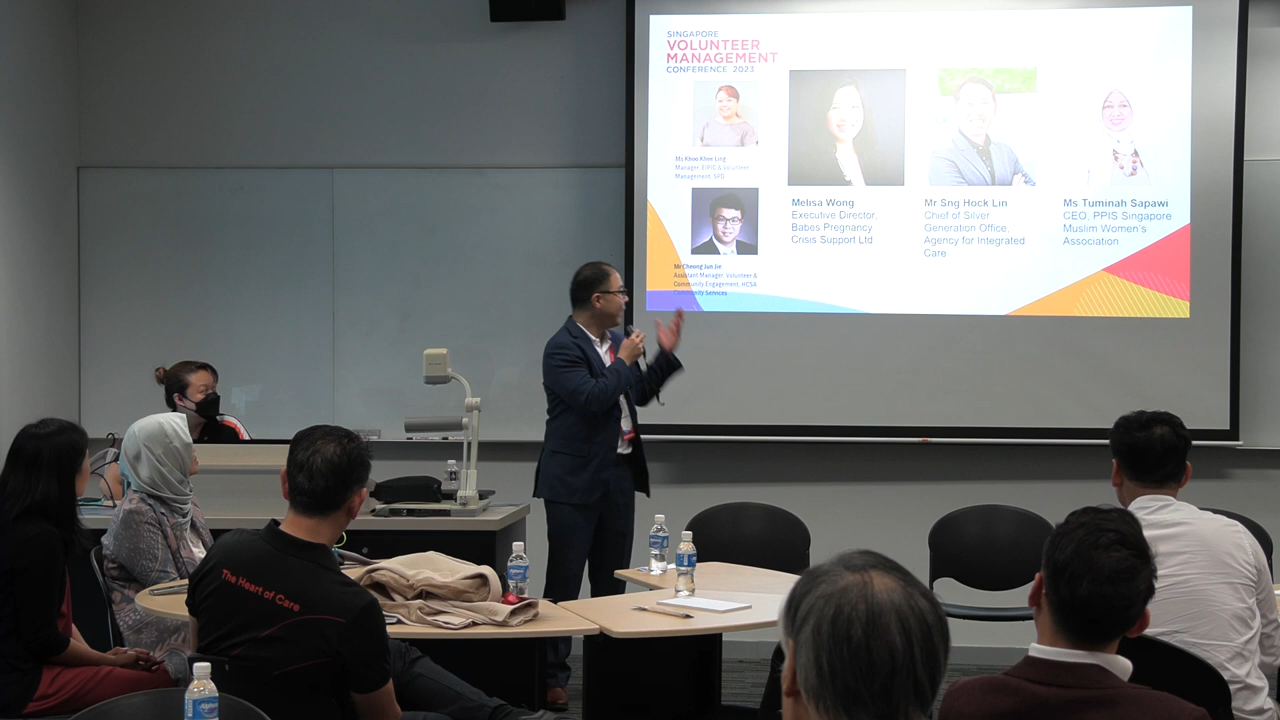 SINGAPORE
VOLUNTEER
MANAGEMENT
CONFERENCE 2023
Ms Khoo Khee Ling
Manager, EIPIC & Volunteer
Management, SPD
Mr Cheong Jun Jie
Assistant Manager, Volunteer &
Community Engagement, HCSA
Community Services
Melisa Wong
Executive Director,
Babes Pregnancy
Crisis Support Ltd
Mr Sng Hock Lin
Chief of Silver
Generation Office,
Agency for Integrated
Care
Ms Tuminah Sapawi
CEO, PPIS Singapore
Muslim Women's
Association
The Heart of Care